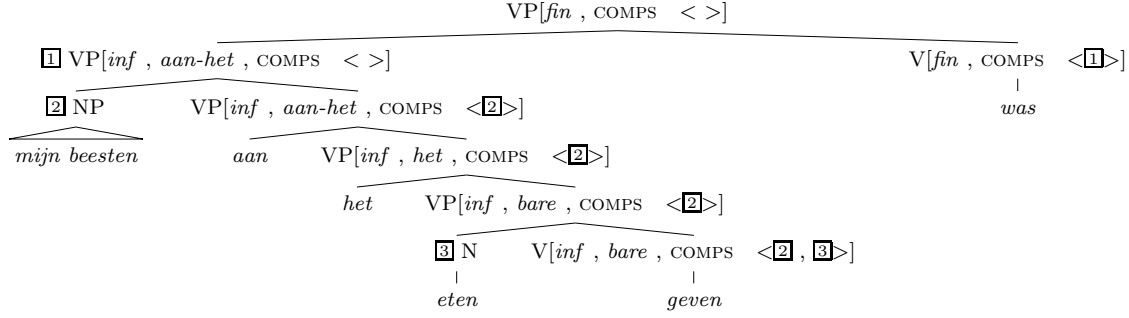 VP[fin , COMPS < >]
1 VP[inf , aan-het , COMPS < >] V[fin , COMPS <1>]
2 NP VP[inf , aan-het , COMPS <2>] was
mijn beesten aan VP[inf , het , COMPS <2>]
het VP[inf , bare , COMPS <2>]
3 N V[inf , bare , COMPS <2 , 3>]
eten geven